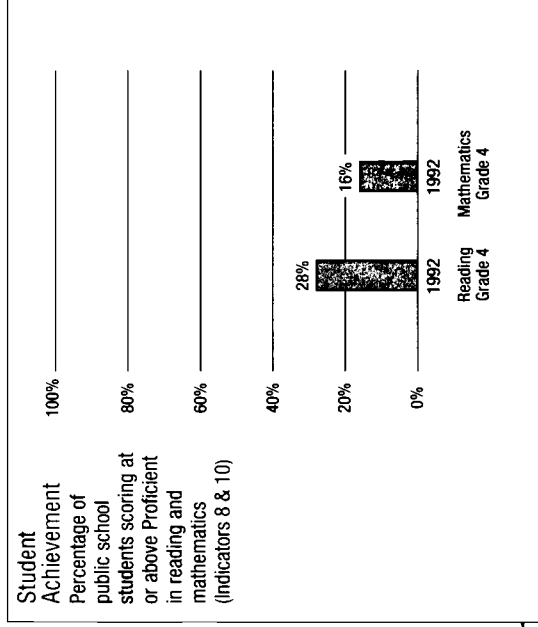 Student
Achievement
Percentage of
public school
students scoring at
or above Proficient
in reading and
mathematics
(Indicators 8 & 10)
100%
80%
60%
40%
20%
0%
28%
16%
1992
1992
Reading
Grade 4
Mathematics
Grade 4